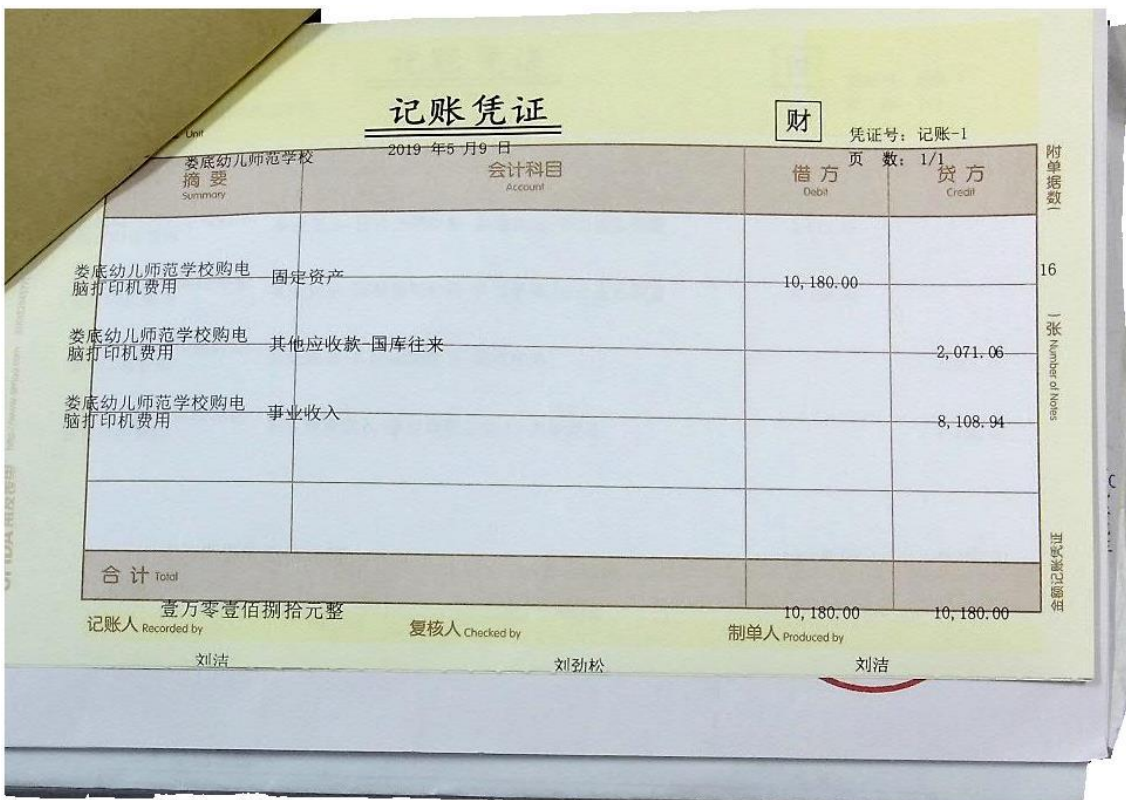 记账凭证
财
Unit
凭证号: 记账-1
2019 年5 月9 日
页 数: 1/1
娄底幼儿师范学校
摘要
Summary
会计科目
Account
借方
Debit
贷方
Credit
附单据数(
16
)张 Number of Notes
娄底幼儿师范学校购电
脑打印机费用
固定资产
10,180.00
娄底幼儿师范学校购电
脑打印机费用
其他应收款-国库往来
2,071.06
娄底幼儿师范学校购电
脑打印机费用
事业收入
8,108.94
金额记账凭证
合计 Total
壹万零壹佰捌拾元整
10,180.00
10,180.00
记账人 Recorded by
复核人 Checked by
制单人 Produced by
刘洁
刘劲松
刘洁